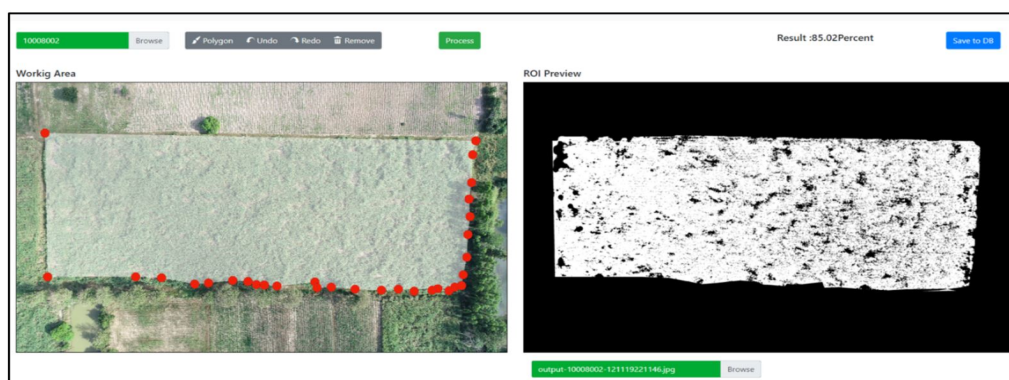 10008002 Browse Polygon Undo Redo Remove Process Result :85.02Percent Save to DB
Workig Area ROI Preview
output-10008002-121119221146.jpg Browse